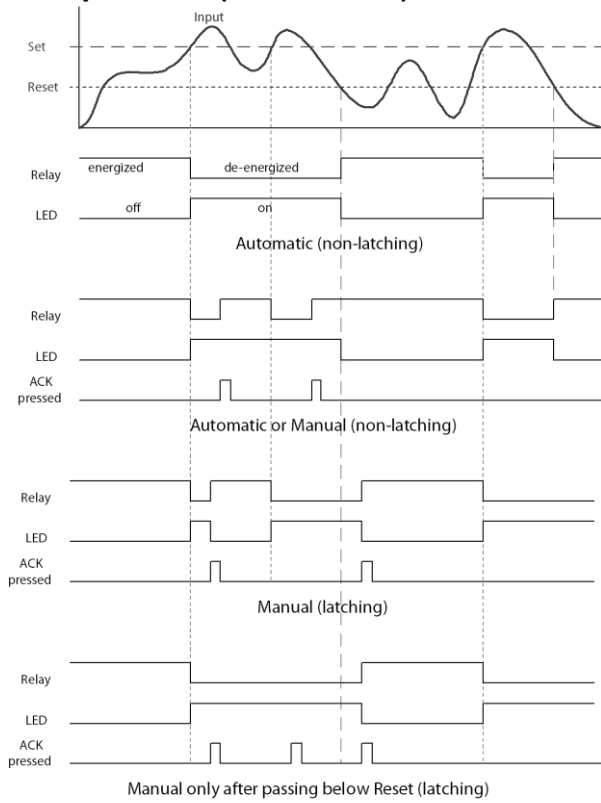 Input
Set
Reset
Relay
energized
de-energized
LED
off
on
Automatic (non-latching)
Relay
LED
ACK
pressed
Automatic or Manual (non-latching)
Relay
LED
ACK
pressed
Manual (latching)
Relay
LED
ACK
pressed
Manual only after passing below Reset (latching)